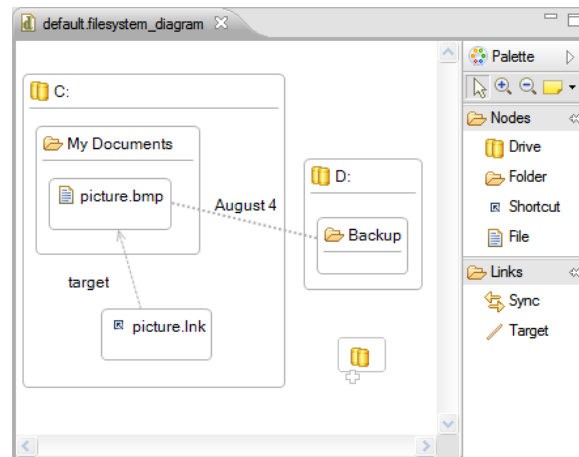 default.filesystem_diagram
C:
My Documents
picture.bmp
August 4
target
picture.lnk
D:
Backup
Palette
Nodes
Drive
Folder
Shortcut
File
Links
Sync
Target